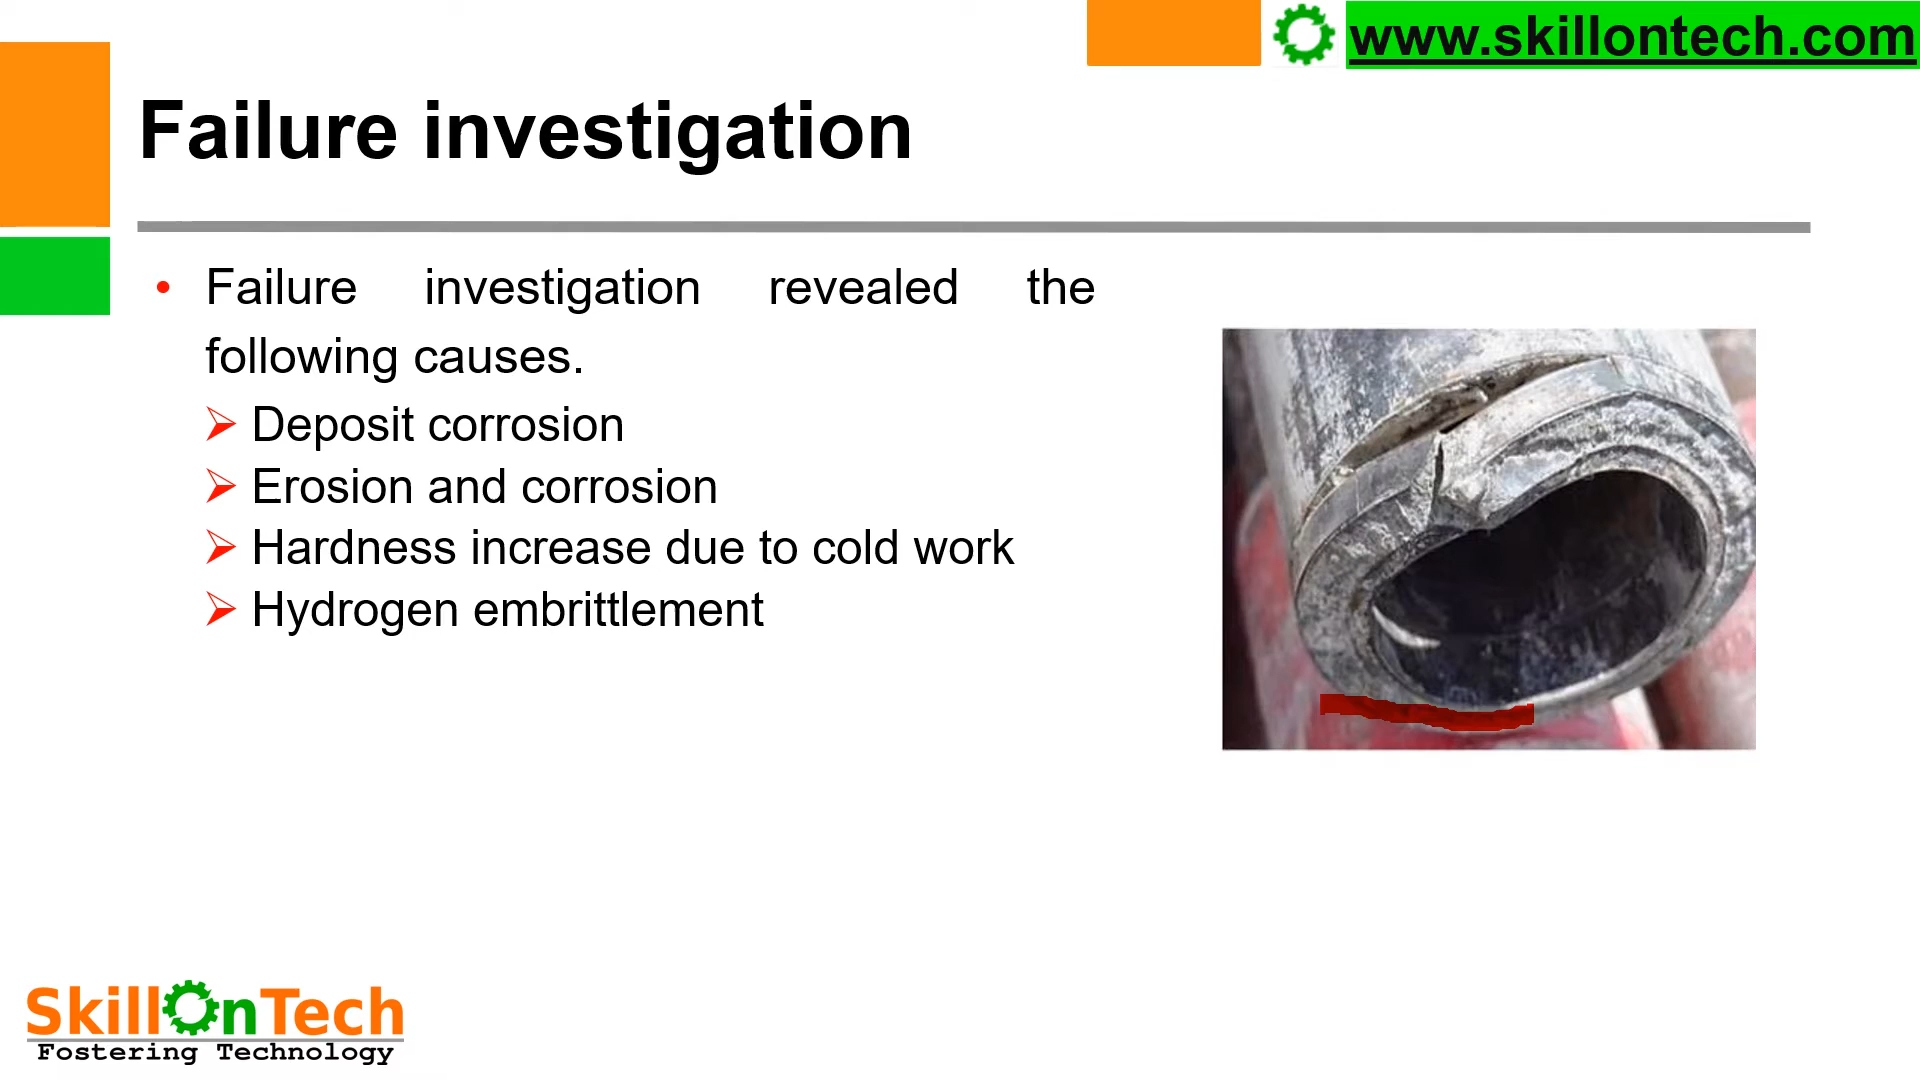 www.skillontech.com
Failure investigation
• Failure investigation revealed the
following causes.
Deposit corrosion
Erosion and corrosion
Hardness increase due to cold work
Hydrogen embrittlement
SkillOnTech
Fostering Technology